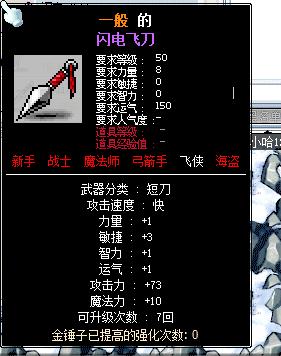 一般 的
闪电飞刀
要求等级: 50
要求力量: 8
要求敏捷: 0
要求智力: 0
要求运气: 150
要求人气度: -
道具等级: -
道具经验值: -
新手 战士 魔法师 弓箭手 飞侠 海盗
武器分类 : 短刀
攻击速度 : 快
力量 : +1
敏捷 : +3
智力 : +1
运气 : +1
攻击力 : +73
魔法力 : +10
可升级次数 : 7回
金锤子已提高的强化次数: 0
小哈1